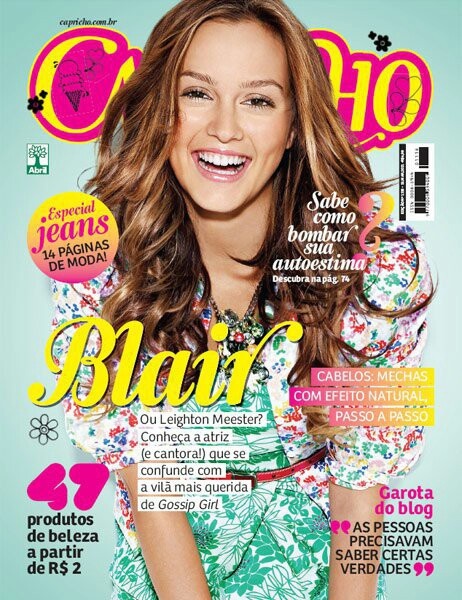 capricho.com.br
CAPRICHO
Abril
Especial
jeans
14 PÁGINAS
DE MODA!
Sabe
como
bombar
sua
autoestima?
Descubra na pág. 74
Blair
Ou Leighton Meester?
Conheça a atriz
(e cantora!) que se
confunde com
a vilã mais querida
de Gossip Girl
CABELOS: MECHAS
COM EFEITO NATURAL,
PASSO A PASSO
47
produtos
de beleza
a partir
de R$ 2
Garota
do blog
"AS PESSOAS
PRECISAVAM
SABER CERTAS
VERDADES"